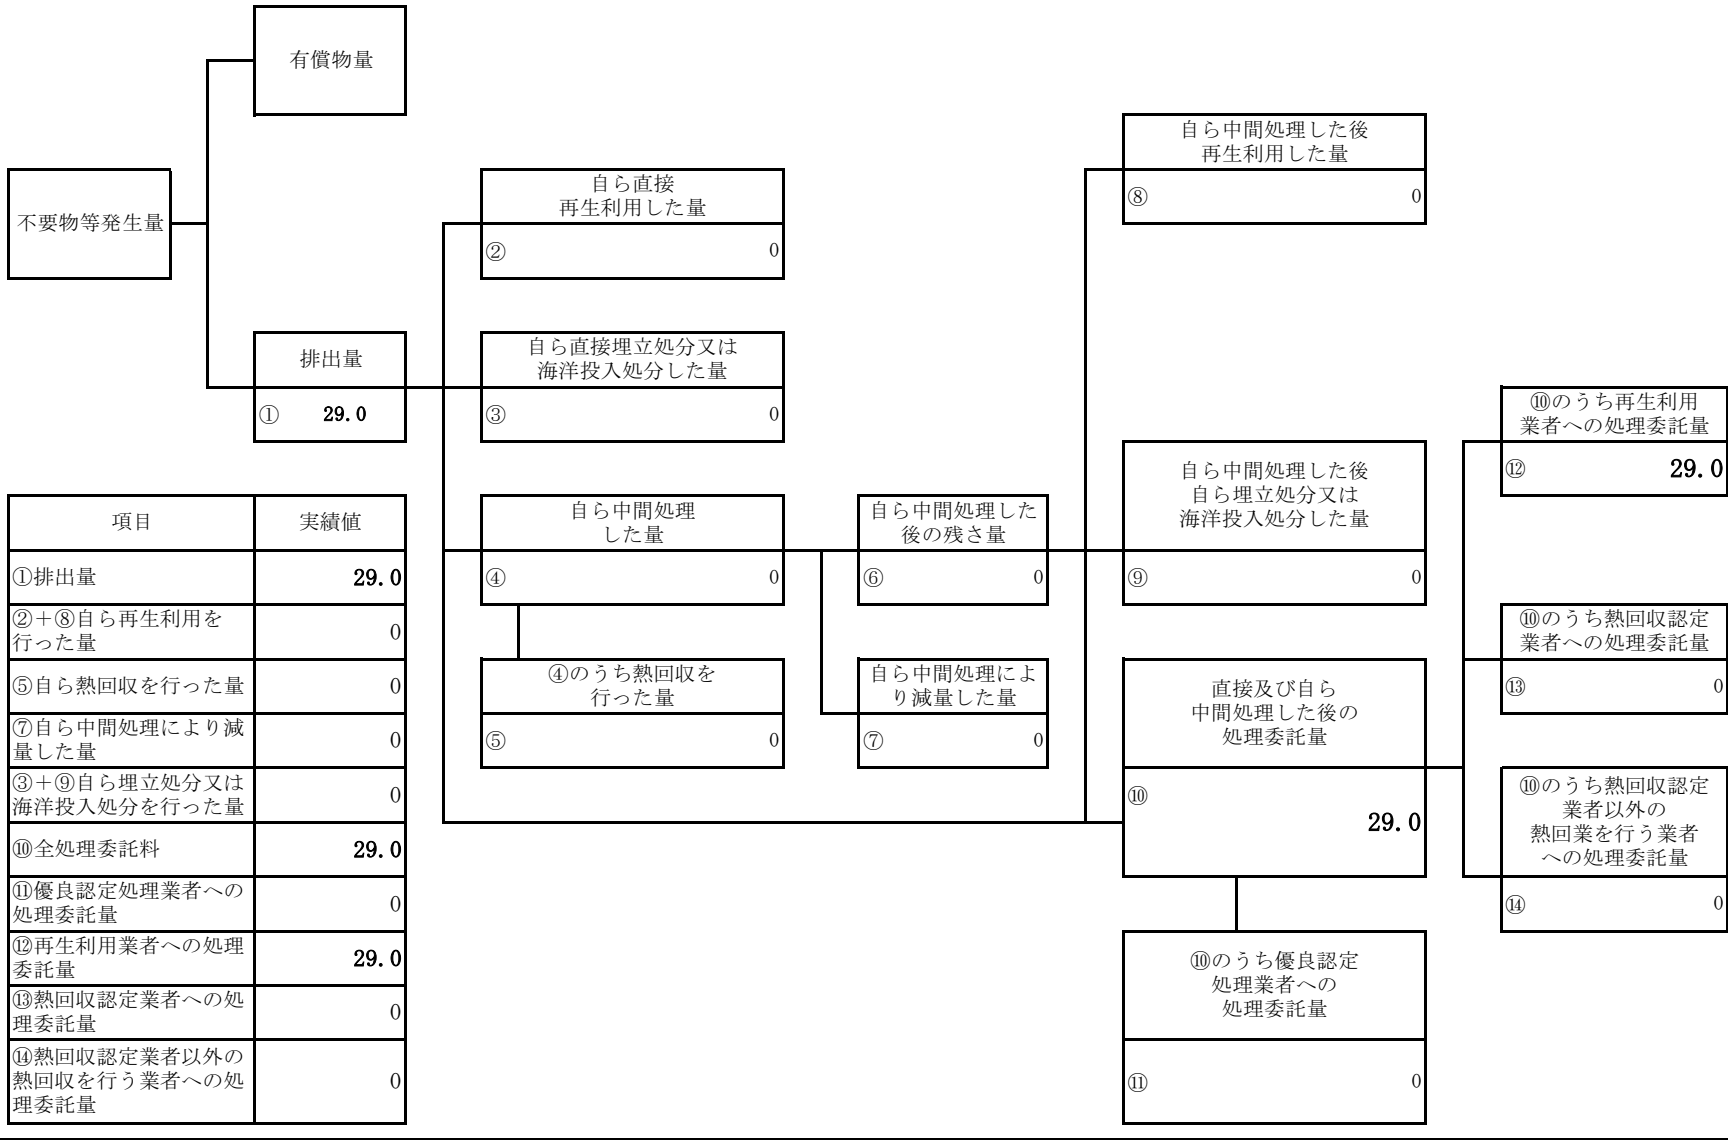 有償物量
不要物等発生量
排出量
① 29.0
自ら直接
再生利用した量
② 0
自ら直接埋立処分又は
海洋投入処分した量
③ 0
自ら中間処理
した量
④ 0
④のうち熱回収を
行った量
⑤ 0
自ら中間処理した
後の残さ量
⑥ 0
自ら中間処理によ
り減量した量
⑦ 0
自ら中間処理した後
再生利用した量
⑧ 0
自ら中間処理した後
自ら埋立処分又は
海洋投入処分した量
⑨ 0
直接及び自ら
中間処理した後の
処理委託量
⑩
29.0
⑩のうち優良認定
処理業者への
処理委託量
⑪ 0
⑩のうち再生利用
業者への処理委託量
⑫ 29.0
⑩のうち熱回収認定
業者への処理委託量
⑬ 0
⑩のうち熱回収認定
業者以外の
熱回業を行う業者
への処理委託量
⑭ 0
項目 実績値
①排出量 29.0
②＋⑧自ら再生利用を
行った量 0
⑤自ら熱回収を行った量 0
⑦自ら中間処理により減
量した量 0
③＋⑨自ら埋立処分又は
海洋投入処分を行った量 0
⑩全処理委託料 29.0
⑪優良認定処理業者への
処理委託量 0
⑫再生利用業者への処理
委託量 29.0
⑬熱回収認定業者への処
理委託量 0
⑭熱回収認定業者以外の
熱回収を行う業者への処
理委託量 0